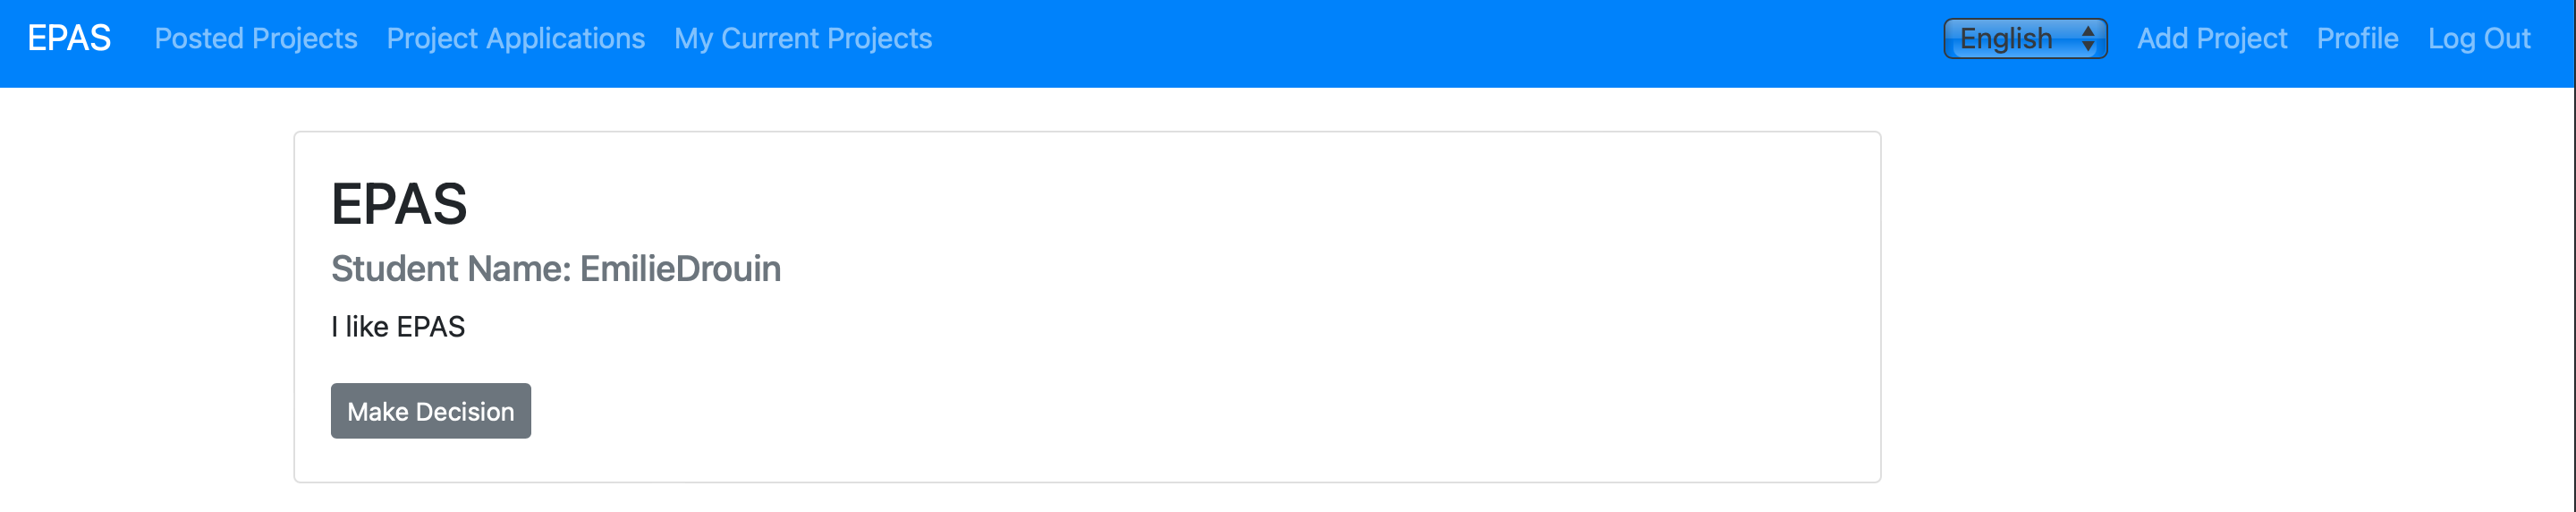 EPAS Posted Projects Project Applications My Current Projects English Add Project Profile Log Out
EPAS
Student Name: EmilieDrouin
I like EPAS
Make Decision